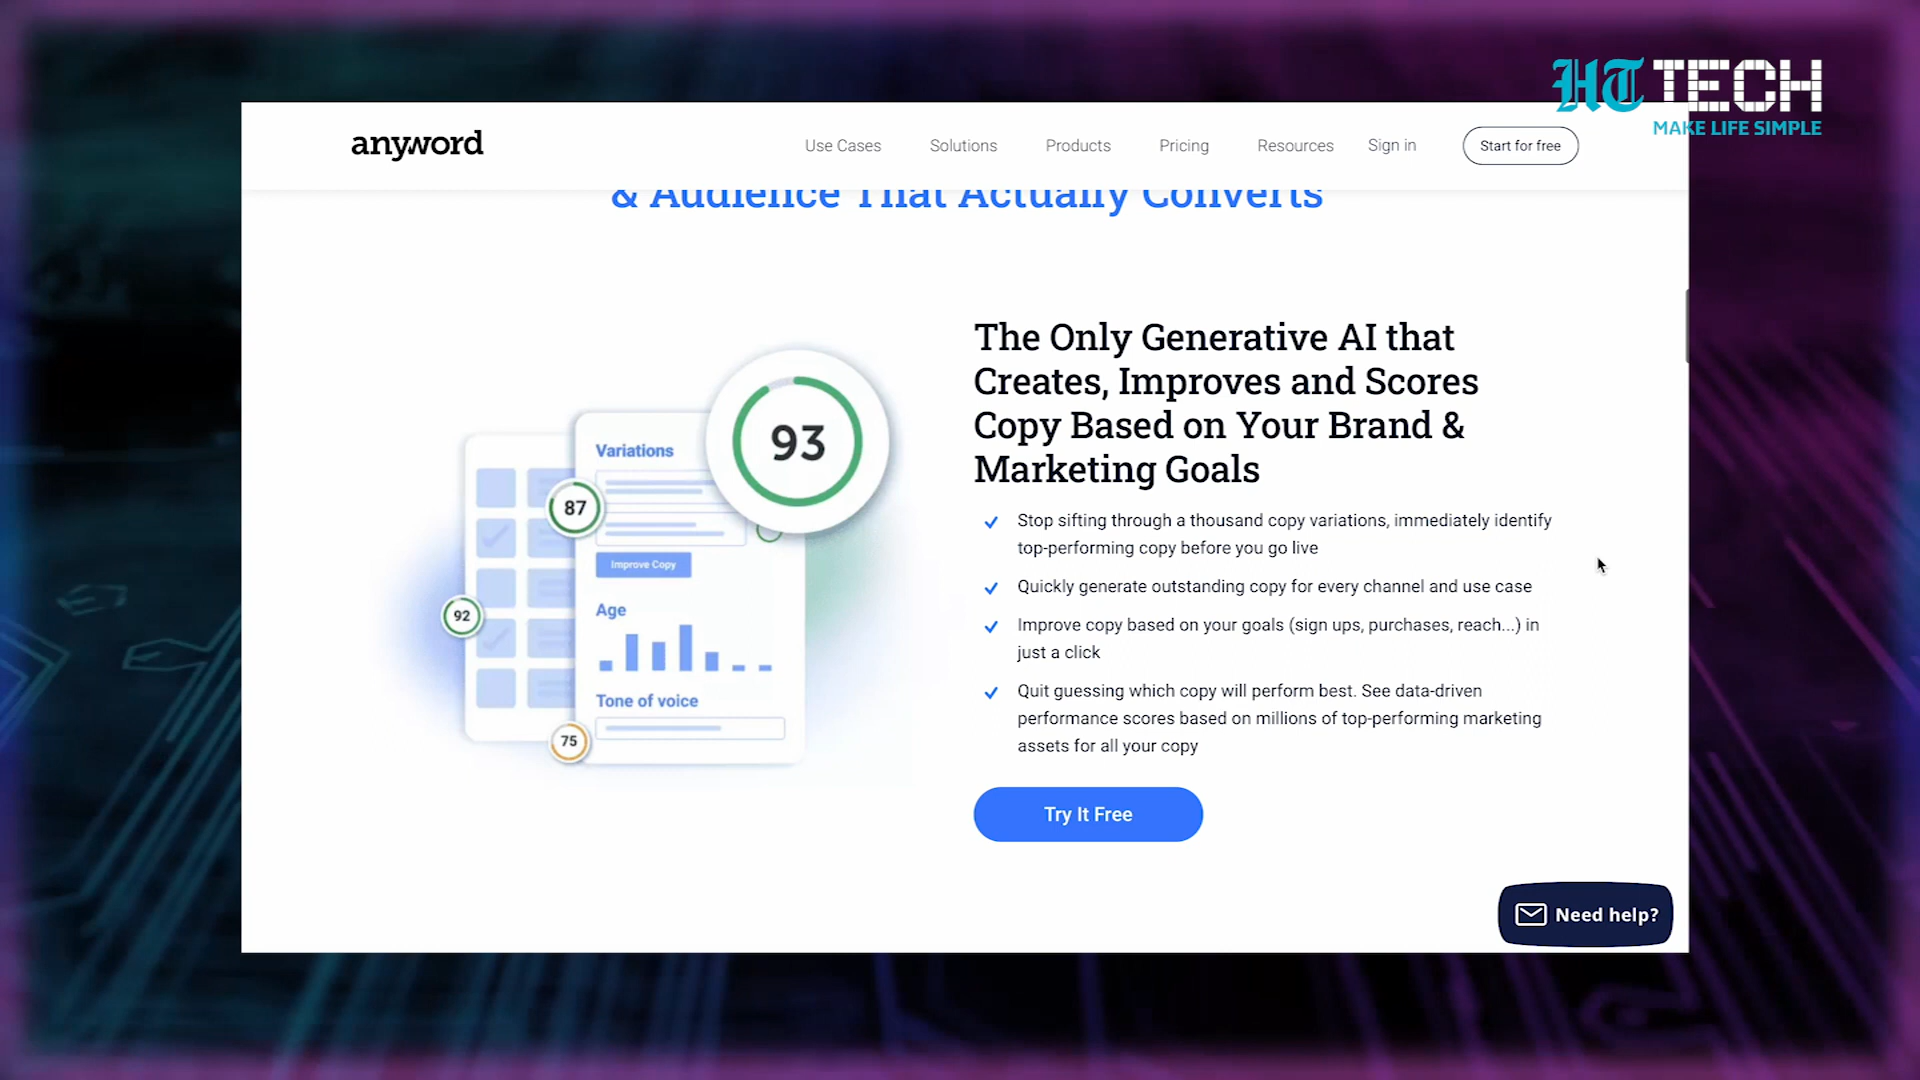 HT TECH
MAKE LIFE SIMPLE
anyword
Use Cases
Solutions
Products
Pricing
Resources
Sign in
Start for free
& Audience That Actually Converts
93
Variations
87
Improve Copy
92
Age
Tone of voice
75
The Only Generative AI that
Creates, Improves and Scores
Copy Based on Your Brand &
Marketing Goals
Stop sifting through a thousand copy variations, immediately identify
top-performing copy before you go live
Quickly generate outstanding copy for every channel and use case
Improve copy based on your goals (sign ups, purchases, reach...) in
just a click
Quit guessing which copy will perform best. See data-driven
performance scores based on millions of top-performing marketing
assets for all your copy
Try It Free
Need help?